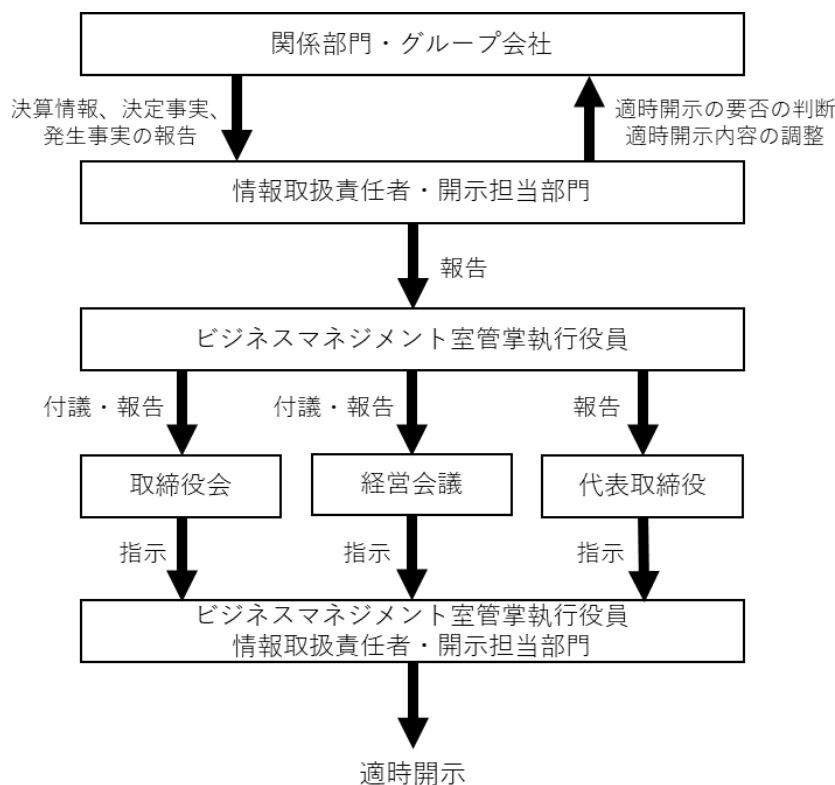 関係部門・グループ会社
決算情報、決定事実、
発生事実の報告
適時開示の要否の判断
適時開示内容の調整
情報取扱責任者・開示担当部門
報告
ビジネスマネジメント室管掌執行役員
付議・報告
付議・報告
報告
取締役会
経営会議
代表取締役
指示
指示
指示
ビジネスマネジメント室管掌執行役員
情報取扱責任者・開示担当部門
適時開示